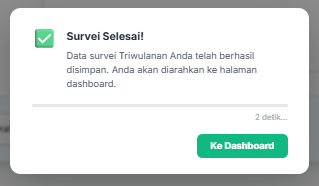 Survei Selesai!
Data survei Triwulanan Anda telah berhasil
disimpan. Anda akan diarahkan ke halaman
dashboard.
2 detik...
Ke Dashboard